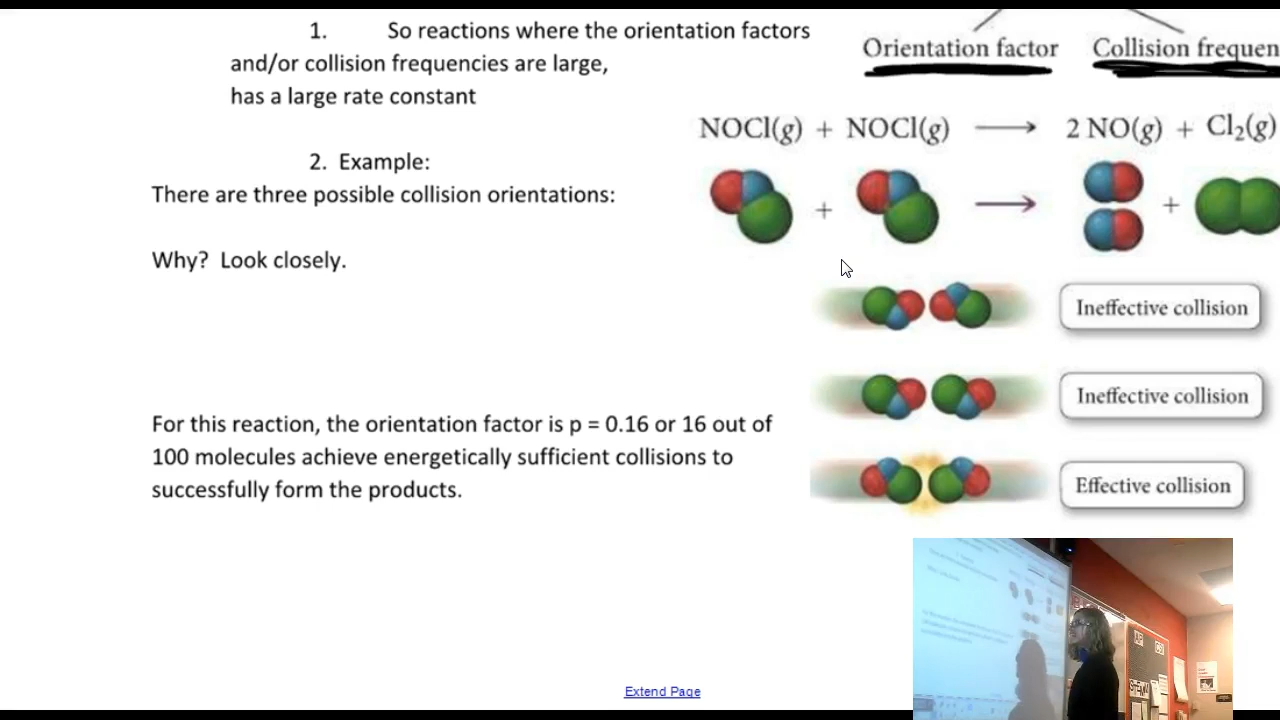 1. So reactions where the orientation factors
and/or collision frequencies are large,
has a large rate constant
2. Example:
There are three possible collision orientations:
Why? Look closely.
For this reaction, the orientation factor is p = 0.16 or 16 out of
100 molecules achieve energetically sufficient collisions to
successfully form the products.
Orientation factor Collision frequen
NOCl(g) + NOCl(g) ⟶ 2 NO(g) + Cl₂(g)
+ ⟶ +
Ineffective collision
Ineffective collision
Effective collision
Extend Page